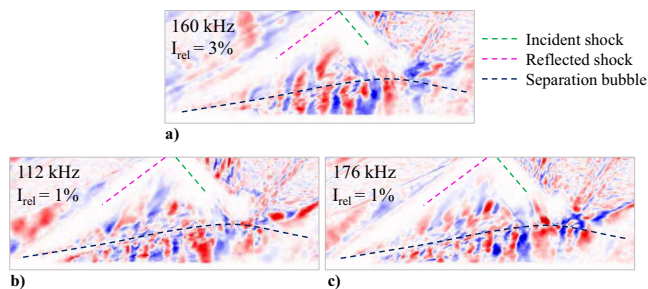 160 kHz
I_rel = 3%
Incident shock
Reflected shock
Separation bubble
a)
112 kHz
I_rel = 1%
176 kHz
I_rel = 1%
b)
c)